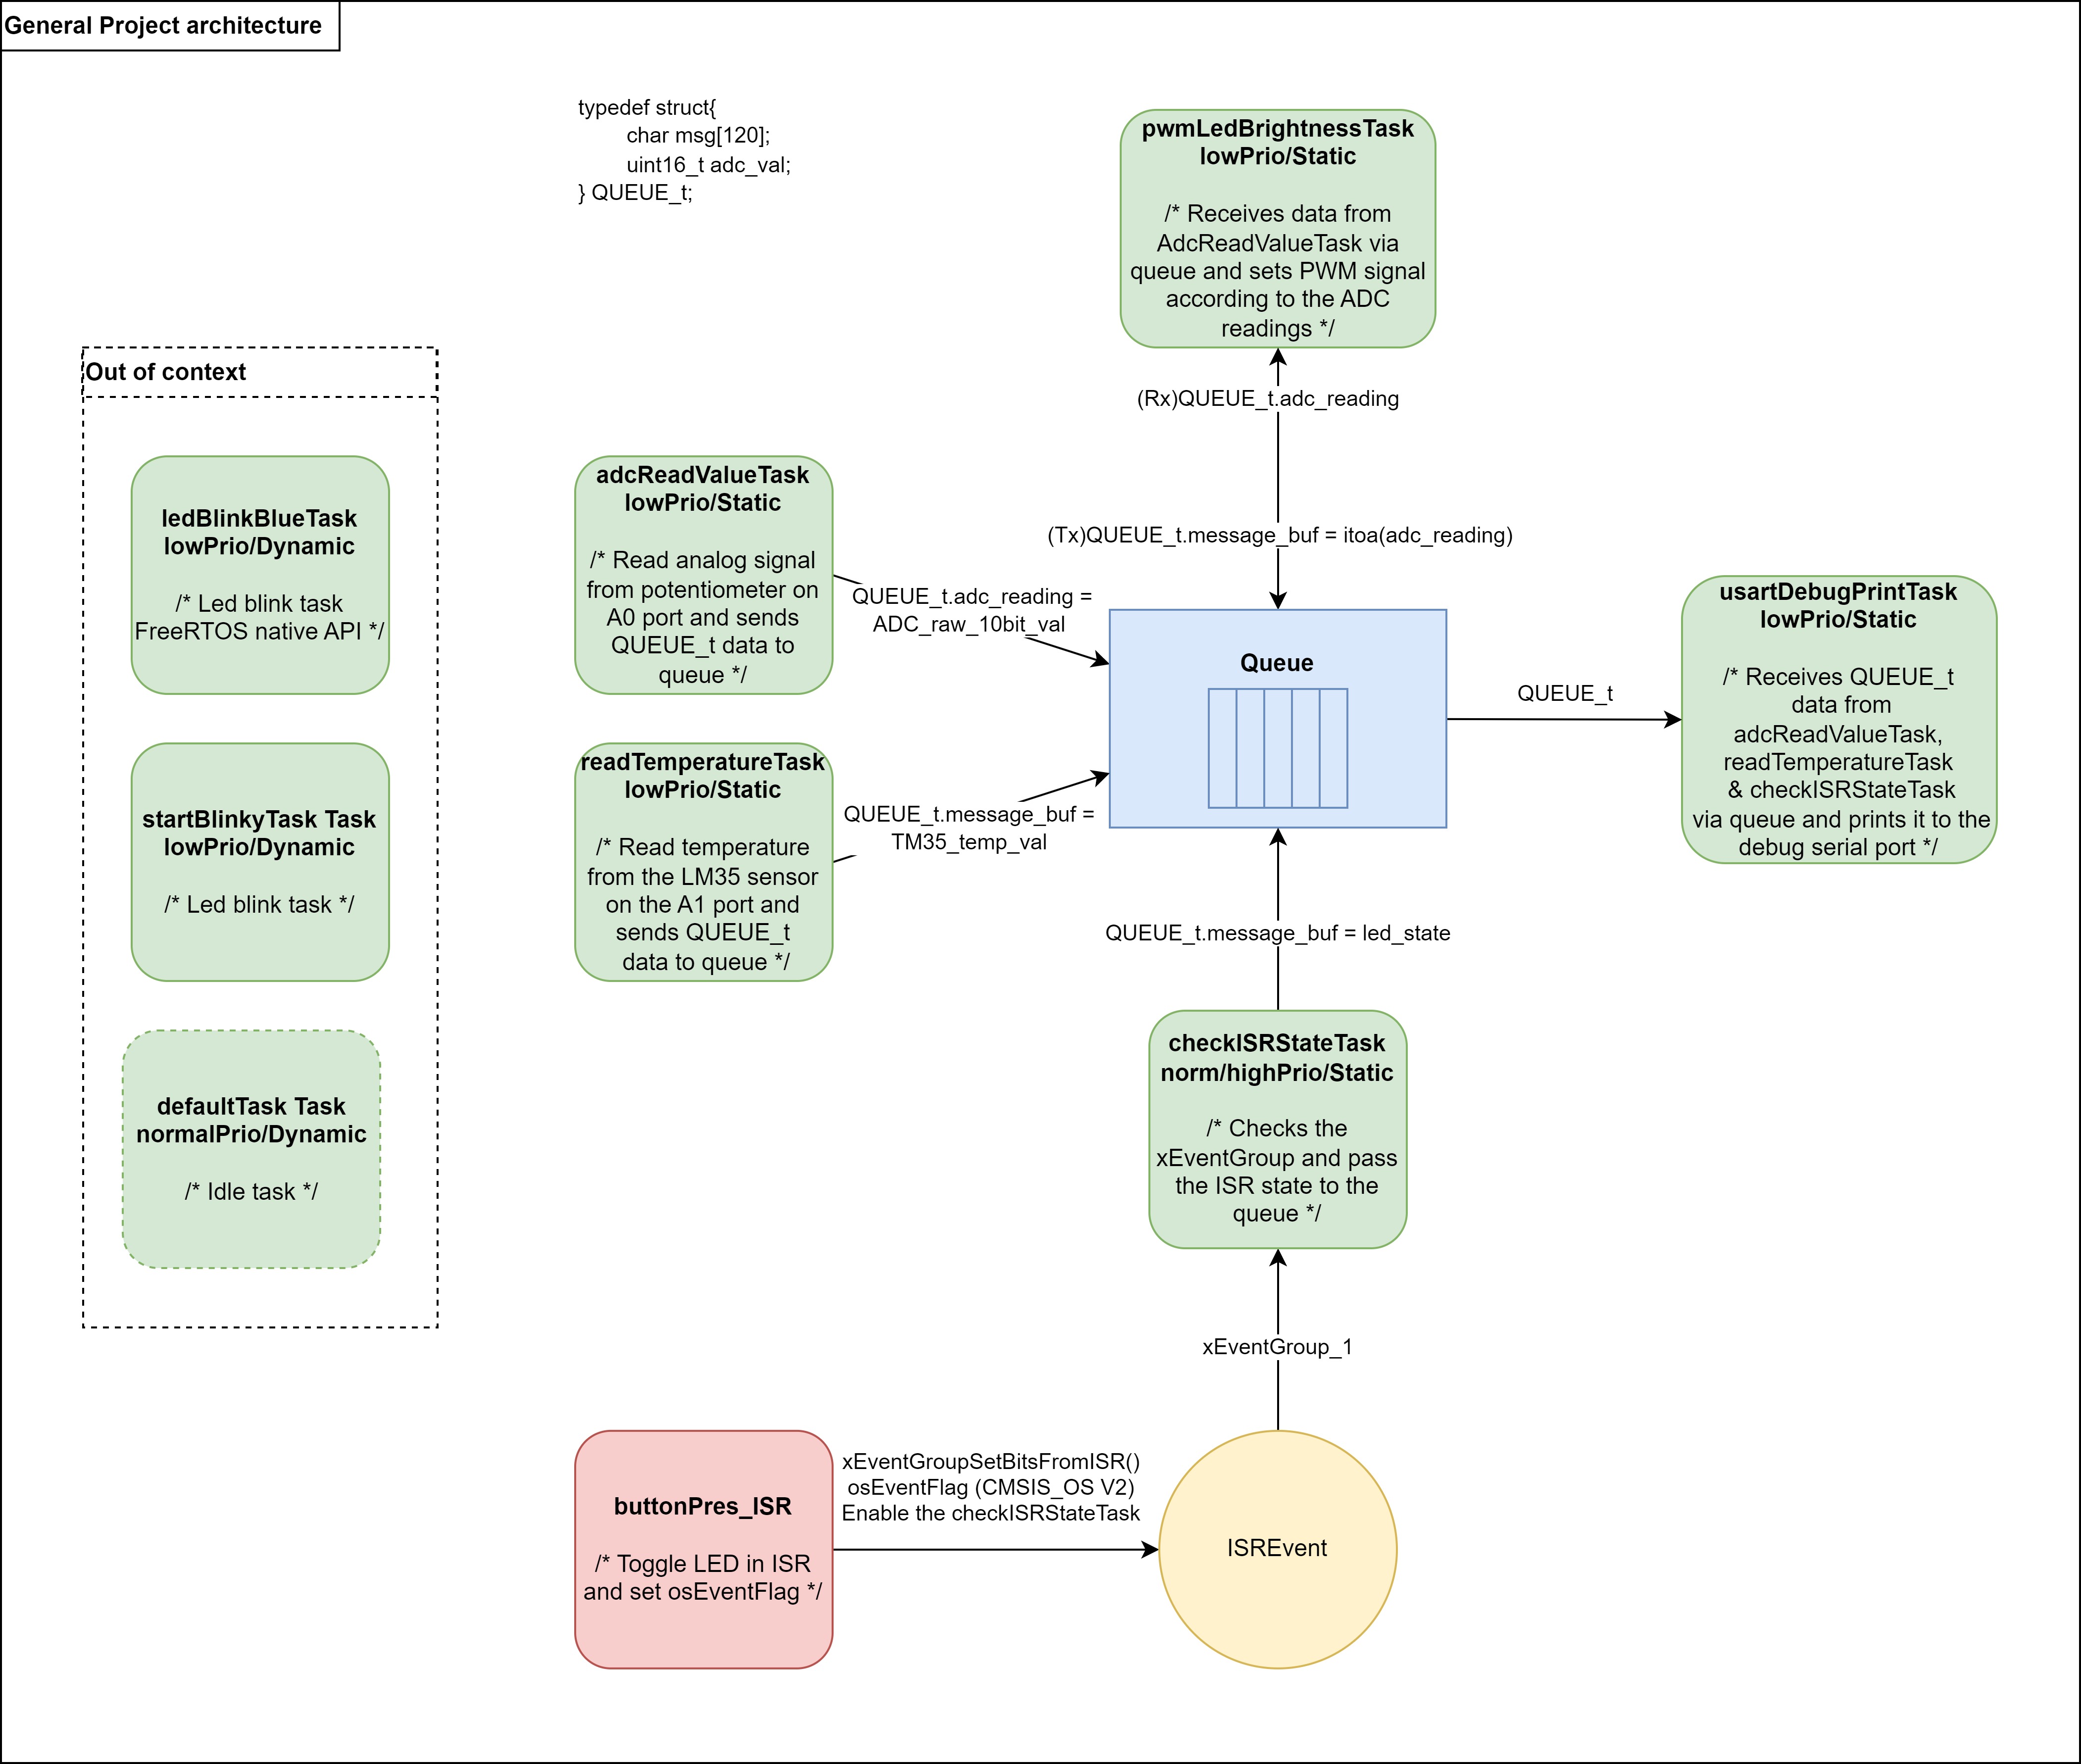 General Project architecture
typedef struct{
char msg[120];
uint16_t adc_val;
} QUEUE_t;
pwmLedBrightnessTask
lowPrio/Static
/* Receives data from
AdcReadValueTask via
queue and sets PWM signal
according to the ADC
readings */
(Rx)QUEUE_t.adc_reading
(Tx)QUEUE_t.message_buf = itoa(adc_reading)
Out of context
ledBlinkBlueTask
lowPrio/Dynamic
/* Led blink task
FreeRTOS native API */
startBlinkyTask Task
lowPrio/Dynamic
/* Led blink task */
defaultTask Task
normalPrio/Dynamic
/* Idle task */
adcReadValueTask
lowPrio/Static
/* Read analog signal
from potentiometer on
A0 port and sends
QUEUE_t data to
queue */
QUEUE_t.adc_reading =
ADC_raw_10bit_val
readTemperatureTask
lowPrio/Static
/* Read temperature
from the LM35 sensor
on the A1 port and
sends QUEUE_t
data to queue */
QUEUE_t.message_buf =
TM35_temp_val
Queue
QUEUE_t
usartDebugPrintTask
lowPrio/Static
/* Receives QUEUE_t
data from
adcReadValueTask,
readTemperatureTask
& checkISRStateTask
via queue and prints it to the
debug serial port */
QUEUE_t.message_buf = led_state
checkISRStateTask
norm/highPrio/Static
/* Checks the
xEventGroup and pass
the ISR state to the
queue */
xEventGroup_1
buttonPres_ISR
/* Toggle LED in ISR
and set osEventFlag */
xEventGroupSetBitsFromISR()
osEventFlag (CMSIS_OS V2)
Enable the checkISRStateTask
ISREvent